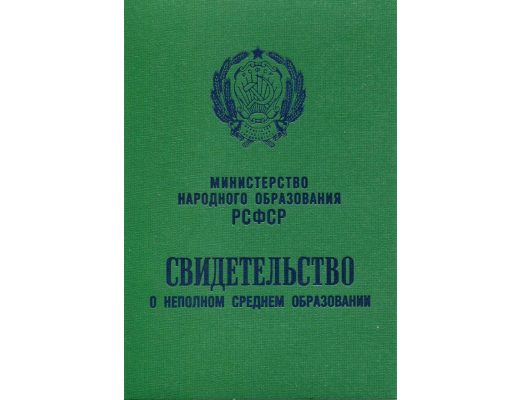 МИНИСТЕРСТВО
НАРОДНОГО ОБРАЗОВАНИЯ
РСФСР
СВИДЕТЕЛЬСТВО
О НЕПОЛНОМ СРЕДНЕМ ОБРАЗОВАНИИ